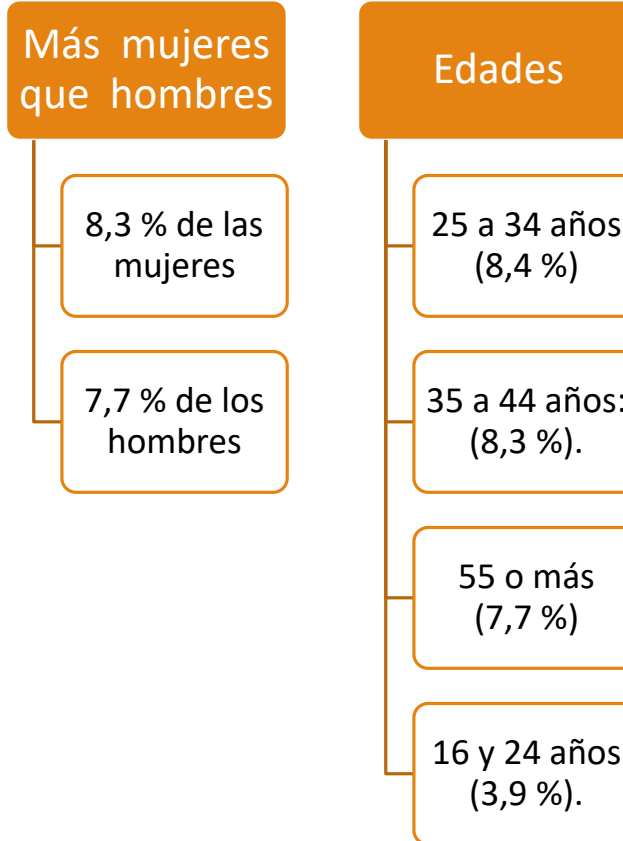 Más mujeres
que hombres
8,3 % de las
mujeres
7,7 % de los
hombres
Edades
25 a 34 años
(8,4 %)
35 a 44 años:
(8,3 %).
55 o más
(7,7 %)
16 y 24 años
(3,9 %).